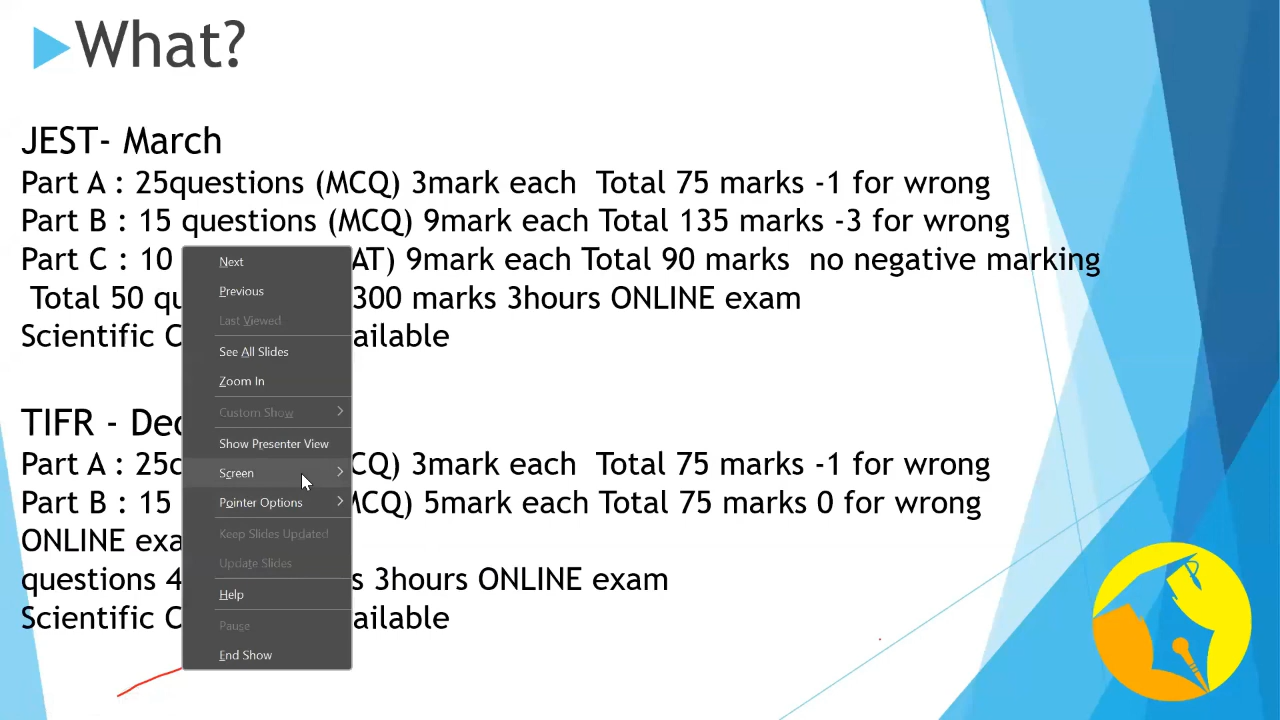 What?
JEST- March
Part A : 25questions (MCQ) 3mark each Total 75 marks -1 for wrong
Part B : 15 questions (MCQ) 9mark each Total 135 marks -3 for wrong
Part C : 10 AT) 9mark each Total 90 marks no negative marking
Total 50 qu 300 marks 3hours ONLINE exam
Scientific C ailable
TIFR - Dec
Part A : 25q CQ) 3mark each Total 75 marks -1 for wrong
Part B : 15 MCQ) 5mark each Total 75 marks 0 for wrong
ONLINE exa
questions 4 s 3hours ONLINE exam
Scientific C ailable
Next
Previous
Last Viewed
See All Slides
Zoom In
Custom Show
Show Presenter View
Screen
Pointer Options
Keep Slides Updated
Update Slides
Help
Pause
End Show